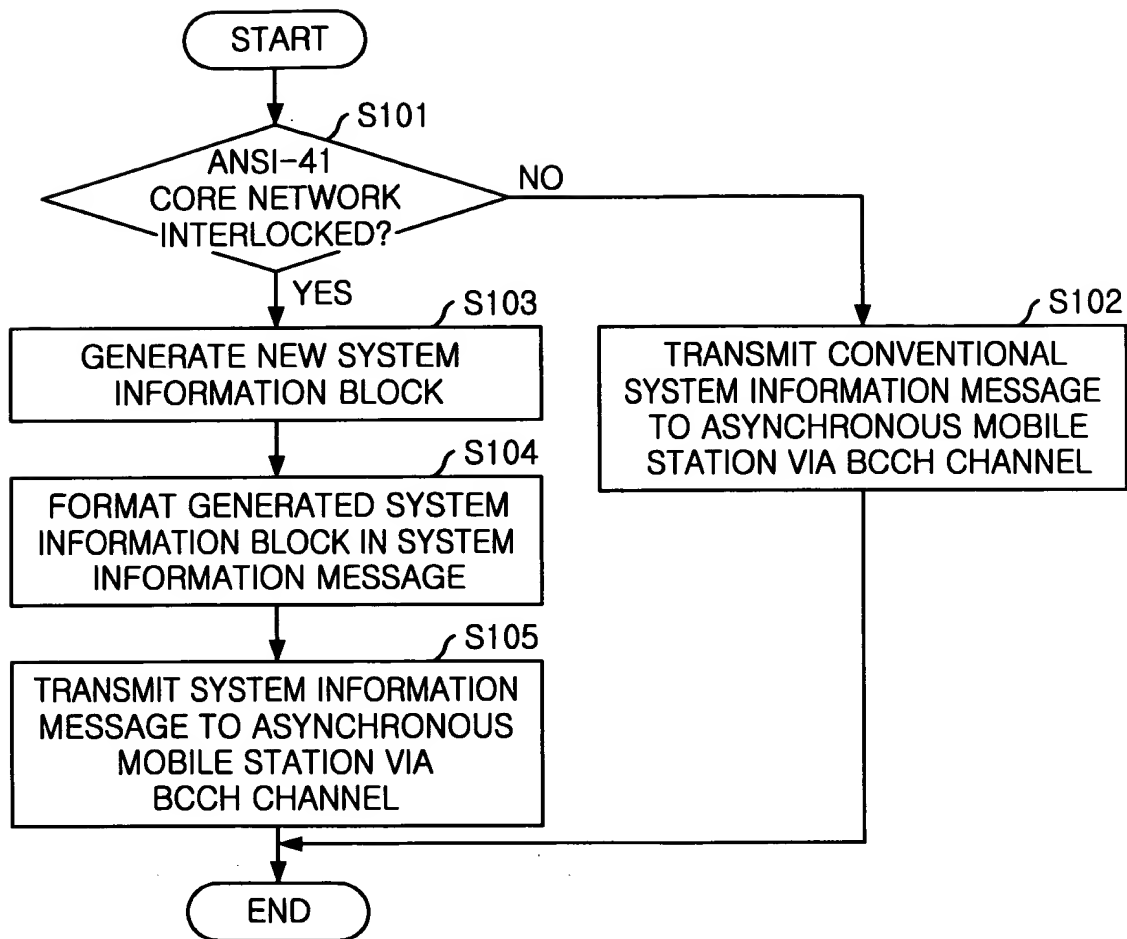 START
S101
ANSI-41
CORE NETWORK
INTERLOCKED?
NO
YES
S103
GENERATE NEW SYSTEM
INFORMATION BLOCK
S102
TRANSMIT CONVENTIONAL
SYSTEM INFORMATION MESSAGE
TO ASYNCHRONOUS MOBILE
STATION VIA BCCH CHANNEL
S104
FORMAT GENERATED SYSTEM
INFORMATION BLOCK IN SYSTEM
INFORMATION MESSAGE
S105
TRANSMIT SYSTEM INFORMATION
MESSAGE TO ASYNCHRONOUS
MOBILE STATION VIA
BCCH CHANNEL
END